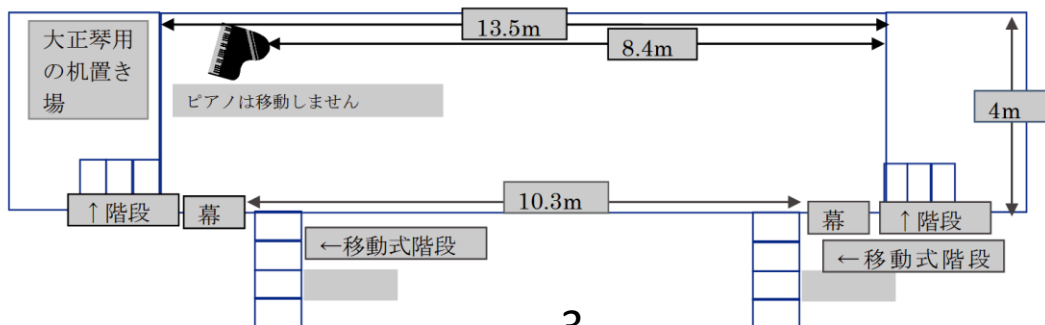 大正琴用
の机置き
場
13.5m
8.4m
ピアノは移動しません
4m
10.3m
↑階段
幕
幕
↑階段
←移動式階段
←移動式階段
3